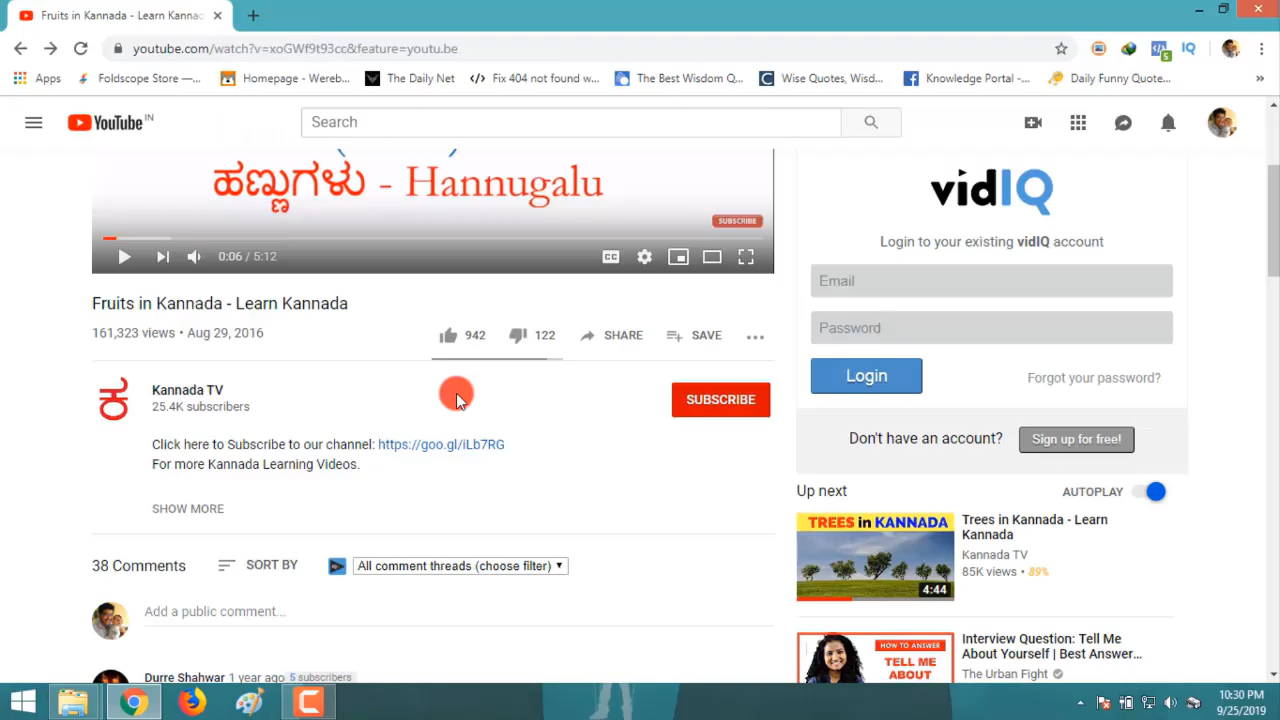 Fruits in Kannada - Learn Kannad
youtube.com/watch?v=xoGWf9t93cc&feature=youtu.be
IQ
5
Apps
Foldscope Store —...
Homepage - Wereb...
The Daily Net
Fix 404 not found w...
The Best Wisdom Q...
Wise Quotes, Wisd...
Knowledge Portal -...
Daily Funny Quote...
»
YouTube IN
Search
ಹಣ್ಣುಗಳು - Hannugalu
SUBSCRIBE
0:06 / 5:12
CC
Fruits in Kannada - Learn Kannada
161,323 views • Aug 29, 2016
942
122
SHARE
SAVE
ಕ
Kannada TV
25.4K subscribers
SUBSCRIBE
Click here to Subscribe to our channel: https://goo.gl/iLb7RG
For more Kannada Learning Videos.
SHOW MORE
38 Comments
SORT BY
All comment threads (choose filter)
Add a public comment...
Durre Shahwar 1 year ago 5 subscribers
vidIQ
Login to your existing vidIQ account
Email
Password
Login
Forgot your password?
Don't have an account?
Sign up for free!
Up next
AUTOPLAY
TREES in KANNADA
4:44
Trees in Kannada - Learn
Kannada
Kannada TV
85K views • 89%
HOW TO ANSWER
TELL ME
ABOUT
Interview Question: Tell Me
About Yourself | Best Answer...
The Urban Fight
10:30 PM
9/25/2019